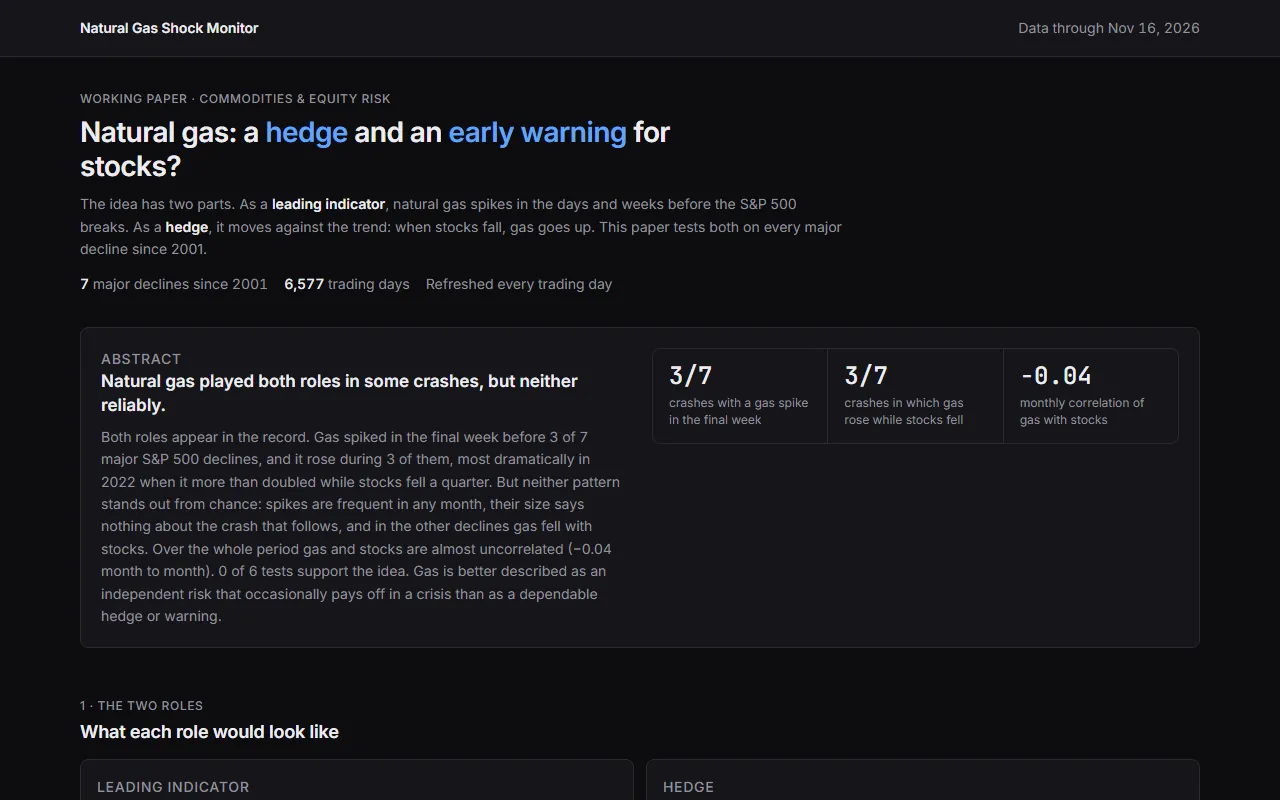 Natural Gas Shock Monitor
Data through Nov 16, 2026
WORKING PAPER · COMMODITIES & EQUITY RISK
Natural gas: a hedge and an early warning for
stocks?
The idea has two parts. As a leading indicator, natural gas spikes in the days and weeks before the S&P 500
breaks. As a hedge, it moves against the trend: when stocks fall, gas goes up. This paper tests both on every major
decline since 2001.
7 major declines since 2001 6,577 trading days Refreshed every trading day
ABSTRACT
Natural gas played both roles in some crashes, but neither
reliably.
Both roles appear in the record. Gas spiked in the final week before 3 of 7
major S&P 500 declines, and it rose during 3 of them, most dramatically in
2022 when it more than doubled while stocks fell a quarter. But neither pattern
stands out from chance: spikes are frequent in any month, their size says
nothing about the crash that follows, and in the other declines gas fell with
stocks. Over the whole period gas and stocks are almost uncorrelated (−0.04
month to month). 0 of 6 tests support the idea. Gas is better described as an
independent risk that occasionally pays off in a crisis than as a dependable
hedge or warning.
3/7
crashes with a gas spike
in the final week
3/7
crashes in which gas
rose while stocks fell
-0.04
monthly correlation of
gas with stocks
1 · THE TWO ROLES
What each role would look like
LEADING INDICATOR
HEDGE